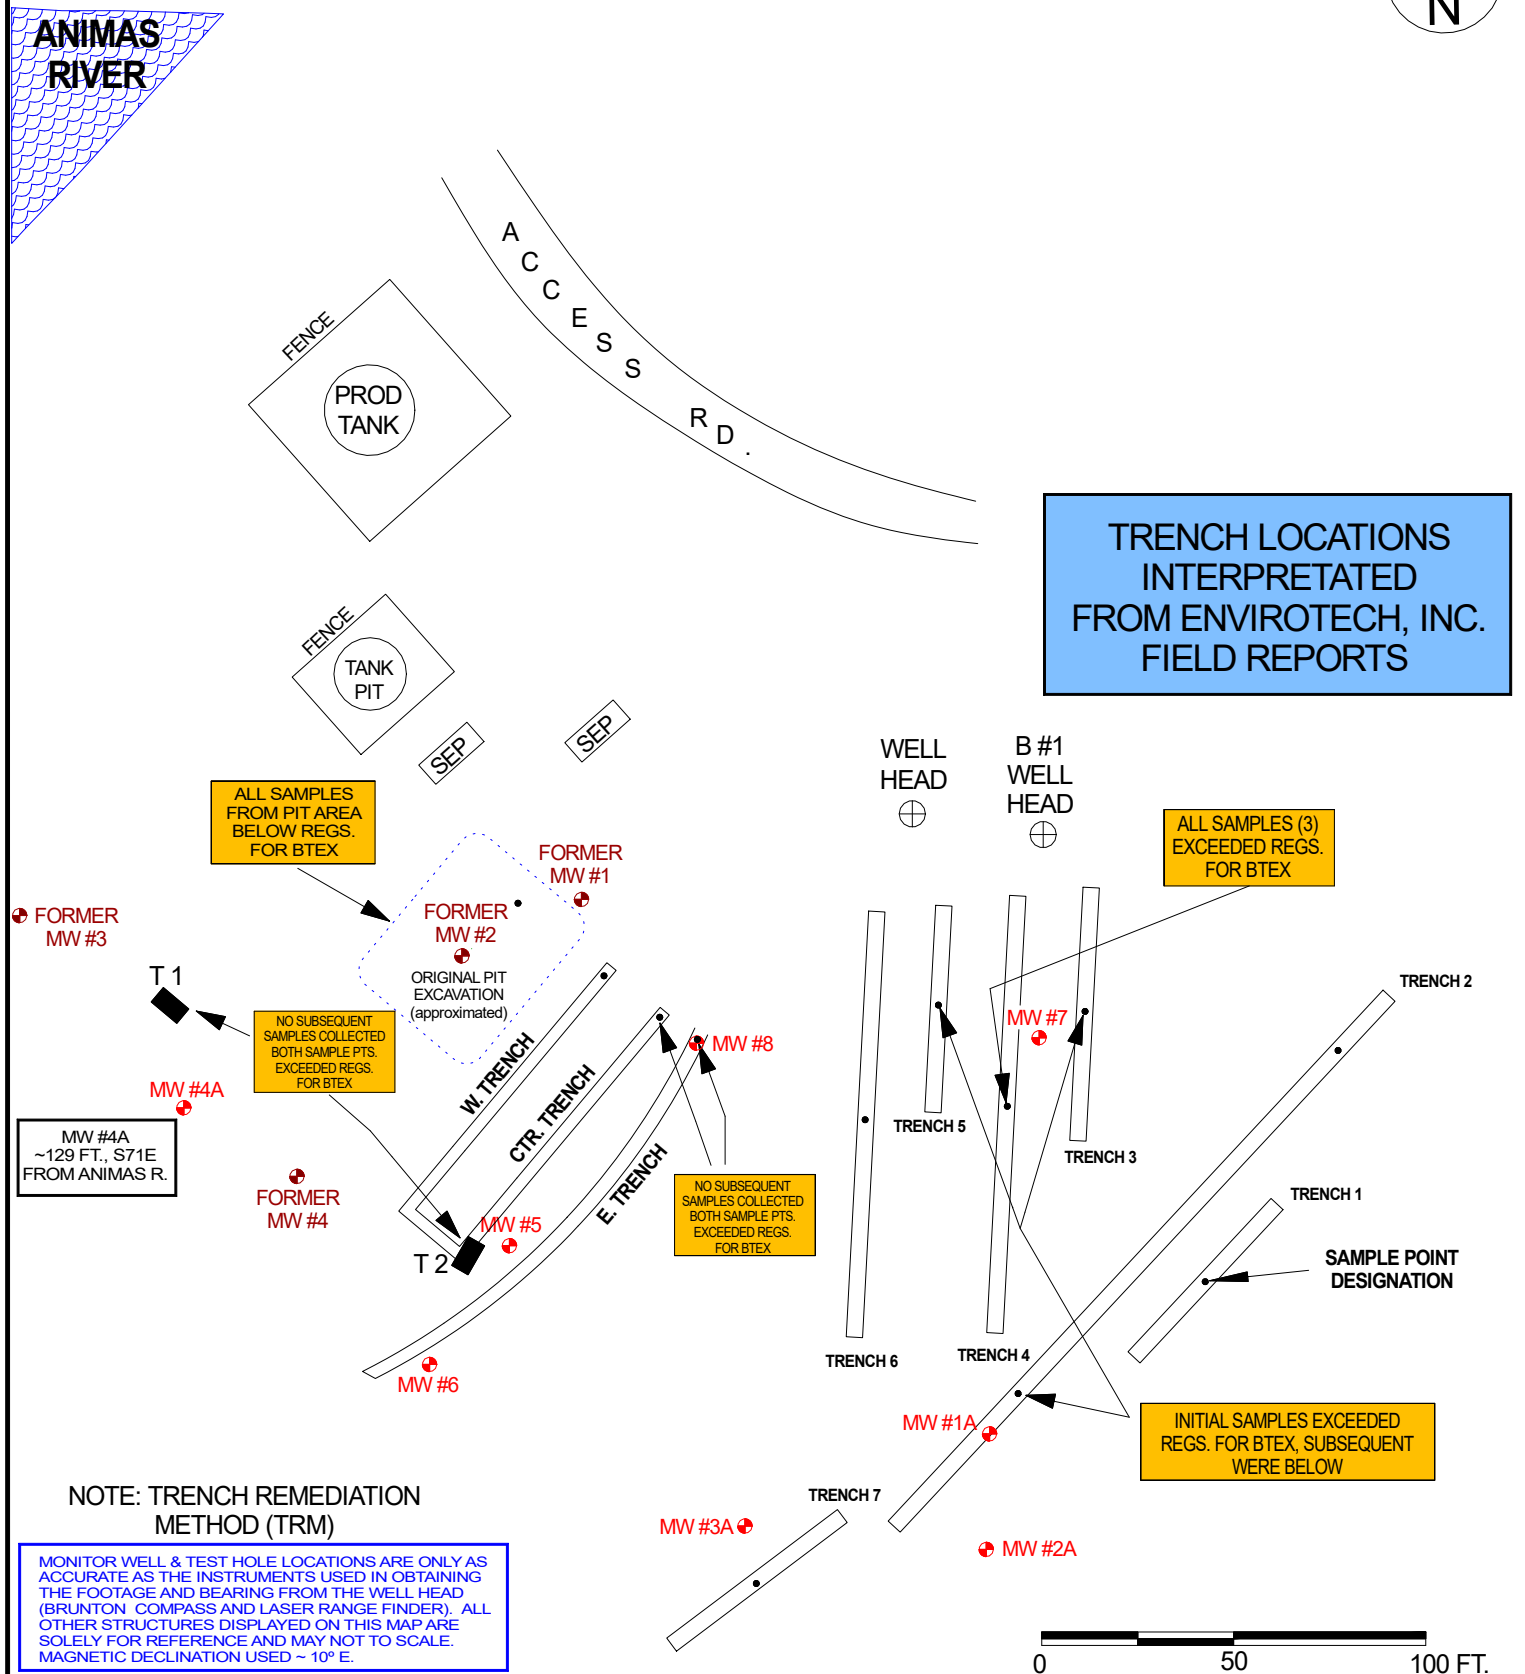 N
ANIMAS
RIVER
ACCESS RD.
FENCE
PROD
TANK
TRENCH LOCATIONS
INTERPRETATED
FROM ENVIROTECH, INC.
FIELD REPORTS
FENCE
TANK
PIT
SEP
SEP
WELL
HEAD
B #1
WELL
HEAD
ALL SAMPLES
FROM PIT AREA
BELOW REGS.
FOR BTEX
ALL SAMPLES (3)
EXCEEDED REGS.
FOR BTEX
FORMER
MW #1
FORMER
MW #2
FORMER
MW #3
ORIGINAL PIT
EXCAVATION
(approximated)
T 1
TRENCH 2
NO SUBSEQUENT
SAMPLES COLLECTED
BOTH SAMPLE PTS.
EXCEEDED REGS.
FOR BTEX
MW #7
MW #8
W. TRENCH
CTR. TRENCH
E. TRENCH
MW #4A
TRENCH 5
TRENCH 3
MW #4A
~129 FT., S71E
FROM ANIMAS R.
FORMER
MW #4
NO SUBSEQUENT
SAMPLES COLLECTED
BOTH SAMPLE PTS.
EXCEEDED REGS.
FOR BTEX
TRENCH 1
MW #5
T 2
SAMPLE POINT
DESIGNATION
TRENCH 6
TRENCH 4
MW #6
MW #1A
INITIAL SAMPLES EXCEEDED
REGS. FOR BTEX, SUBSEQUENT
WERE BELOW
NOTE: TRENCH REMEDIATION
METHOD (TRM)
TRENCH 7
MW #3A
MW #2A
MONITOR WELL & TEST HOLE LOCATIONS ARE ONLY AS
ACCURATE AS THE INSTRUMENTS USED IN OBTAINING
THE FOOTAGE AND BEARING FROM THE WELL HEAD
(BRUNTON COMPASS AND LASER RANGE FINDER). ALL
OTHER STRUCTURES DISPLAYED ON THIS MAP ARE
SOLELY FOR REFERENCE AND MAY NOT TO SCALE.
MAGNETIC DECLINATION USED ~ 10º E.
0 50 100 FT.